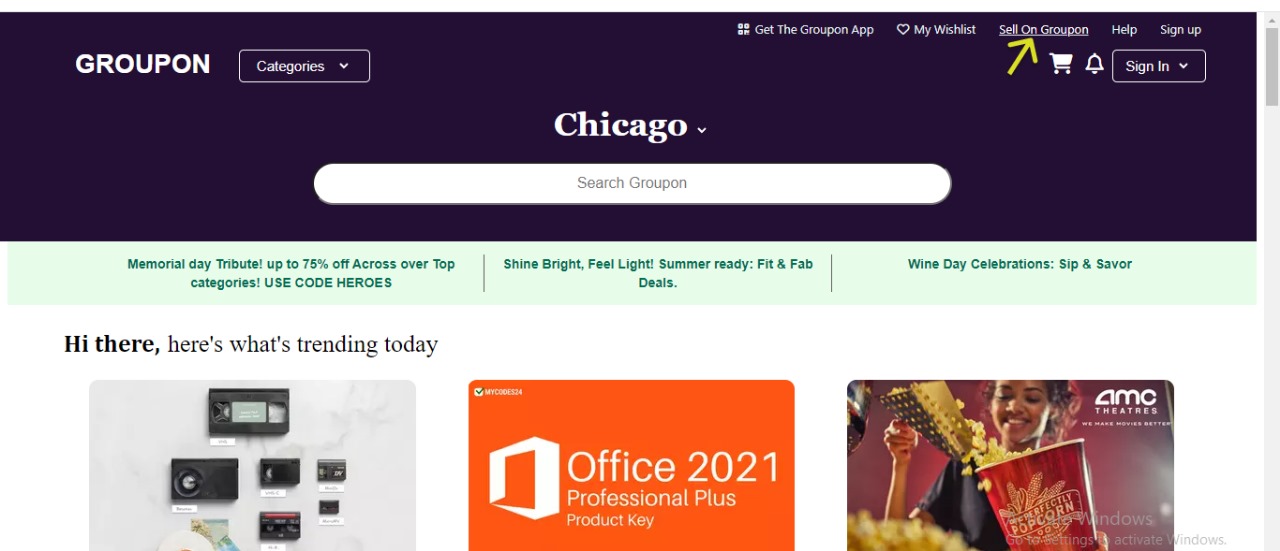 Get The Groupon App My Wishlist Sell On Groupon Help Sign up
GROUPON Categories Sign In
Chicago
Search Groupon
Memorial day Tribute! up to 75% off Across over Top
categories! USE CODE HEROES
Shine Bright, Feel Light! Summer ready: Fit & Fab
Deals.
Wine Day Celebrations: Sip & Savor
Hi there, here's what's trending today
MYCODES24
Office 2021
Professional Plus
Product Key
amc
THEATRES
WE MAKE MOVIES BETTER
PERFECTLY
POPCORN
Windows
Go to Settings to activate Windows.